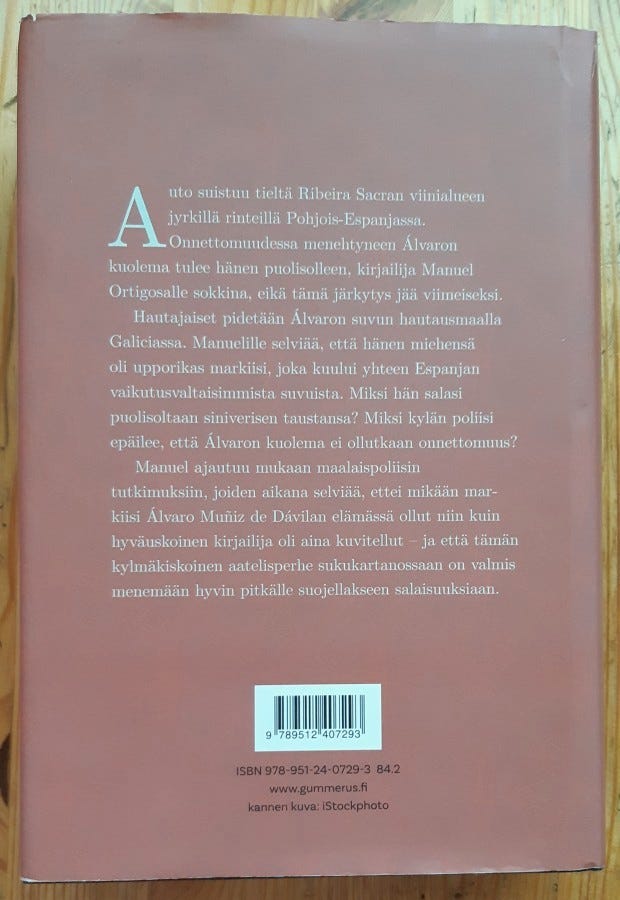 Auto suistuu tieltä Ribeira Sacran viinialueen
jyrkillä rinteillä Pohjois-Espanjassa.
Onnettomuudessa menehtyneen Álvaron
kuolema tulee hänen puolisolleen, kirjailija Manuel
Ortigosalle sokkina, eikä tämä järkytys jää viimeiseksi.
Hautajaiset pidetään Álvaron suvun hautausmaalla
Galiciassa. Manuelille selviää, että hänen miehensä
oli upporikas markiisi, joka kuului yhteen Espanjan
vaikutusvaltaisimmista suvuista. Miksi hän salasi
puolisoltaan siniverisen taustansa? Miksi kylän poliisi
epäilee, että Álvaron kuolema ei ollutkaan onnettomuus?
Manuel ajautuu mukaan maalaispoliisin
tutkimuksiin, joiden aikana selviää, ettei mikään mar-
kiisi Álvaro Muñiz de Dávilan elämässä ollut niin kuin
hyväuskoinen kirjailija oli aina kuvitellut – ja että tämän
kylmäkiskoinen aatelisperhe sukukartanossaan on valmis
menemään hyvin pitkälle suojellakseen salaisuuksiaan.
9 789512 407293
ISBN 978-951-24-0729-3 84.2
www.gummerus.fi
kannen kuva: iStockphoto